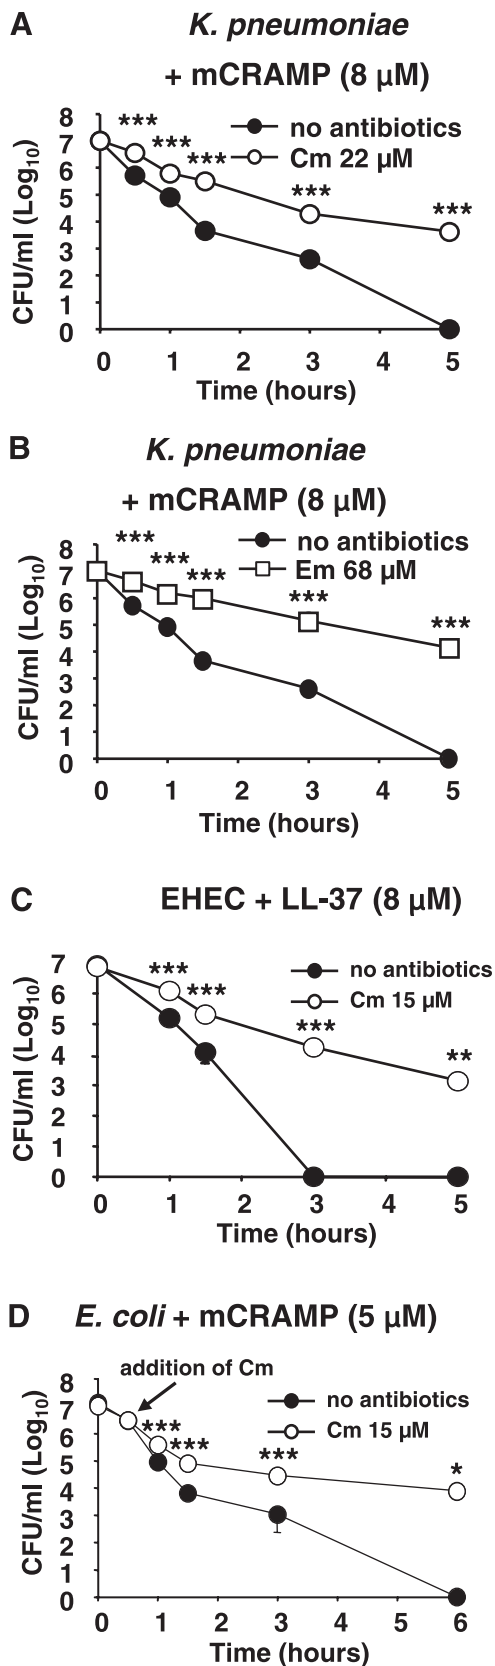 A
K. pneumoniae
+ mCRAMP (8 µM)
8
7
6
5
4
3
2
1
0
CFU/ml (Log10)
***
***
***
***
***
no antibiotics
Cm 22 µM
0 1 2 3 4 5
Time (hours)
B
K. pneumoniae
+ mCRAMP (8 µM)
8
7
6
5
4
3
2
1
0
CFU/ml (Log10)
***
***
***
***
***
no antibiotics
Em 68 µM
0 1 2 3 4 5
Time (hours)
C
EHEC + LL-37 (8 µM)
7
6
5
4
3
2
1
0
CFU/ml (Log10)
***
***
***
**
no antibiotics
Cm 15 µM
0 1 2 3 4 5
Time (hours)
D
E. coli + mCRAMP (5 µM)
addition of Cm
8
7
6
5
4
3
2
1
0
CFU/ml (Log10)
***
***
***
*
no antibiotics
Cm 15 µM
0 1 2 3 4 5 6
Time (hours)